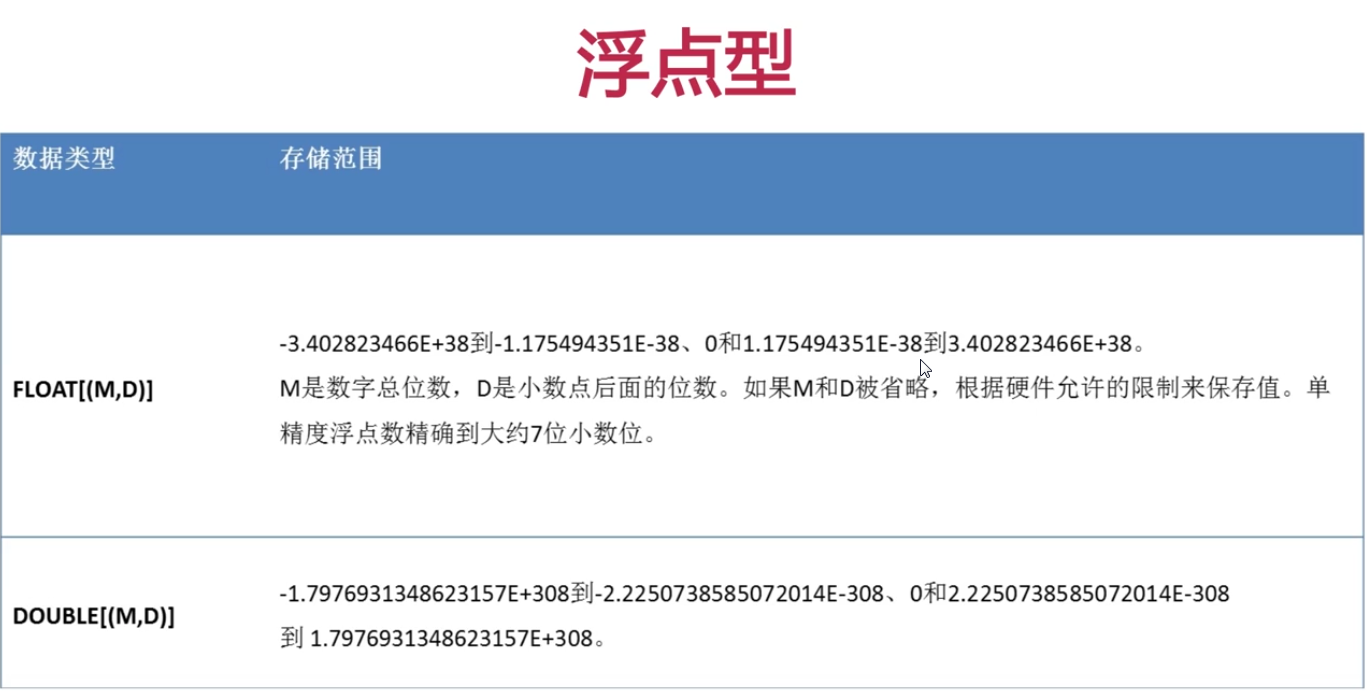 浮点型
数据类型
存储范围
FLOAT[(M,D)]
-3.402823466E+38到-1.175494351E-38、0和1.175494351E-38到3.402823466E+38。
M是数字总位数，D是小数点后面的位数。如果M和D被省略，根据硬件允许的限制来保存值。单
精度浮点数精确到大约7位小数位。
DOUBLE[(M,D)]
-1.7976931348623157E+308到-2.2250738585072014E-308、0和2.2250738585072014E-308
到 1.7976931348623157E+308。